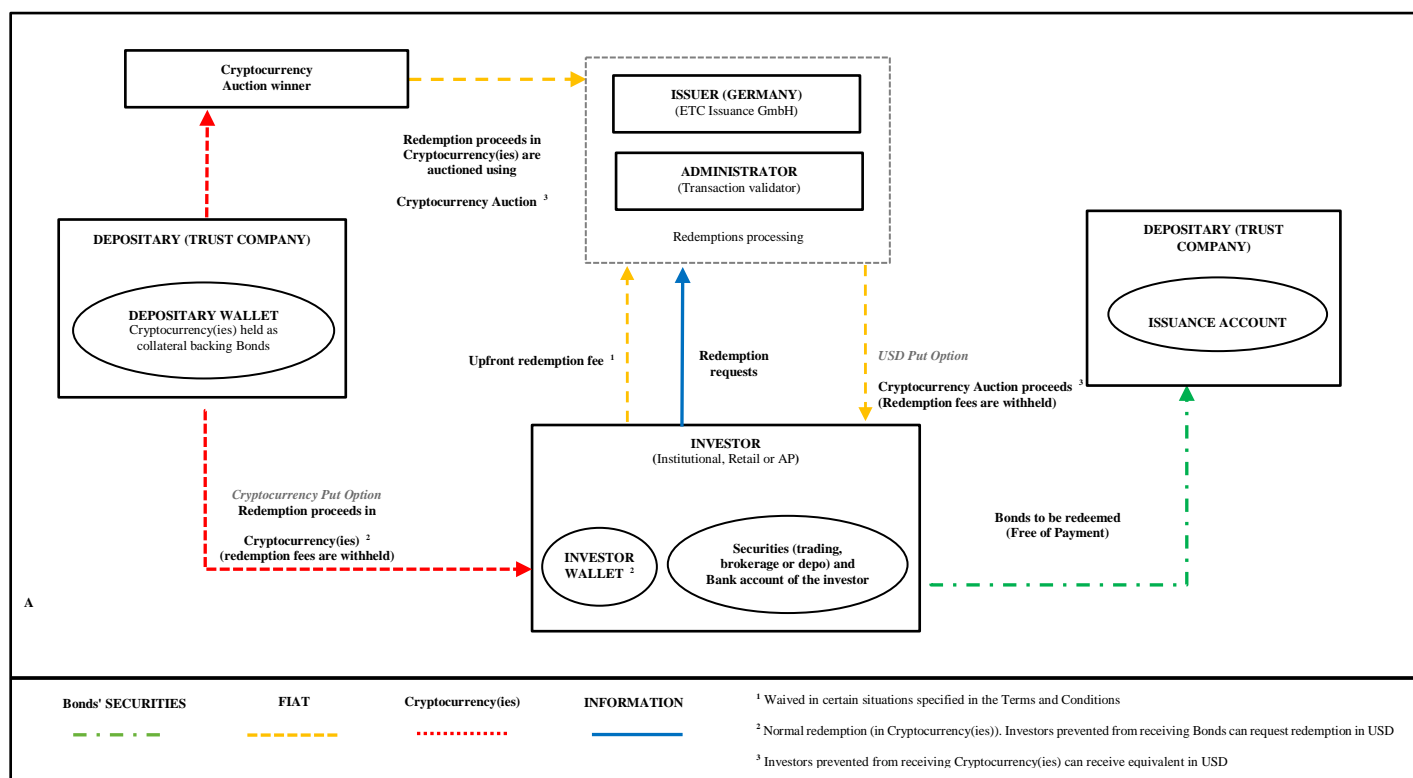 Cryptocurrency
Auction winner
ISSUER (GERMANY)
(ETC Issuance GmbH)
Redemption proceeds in
Cryptocurrency(ies) are
auctioned using
Cryptocurrency Auction ³
ADMINISTRATOR
(Transaction validator)
Redemptions processing
DEPOSITARY (TRUST COMPANY)
DEPOSITARY WALLET
Cryptocurrency(ies) held as
collateral backing Bonds
DEPOSITARY (TRUST
COMPANY)
ISSUANCE ACCOUNT
Upfront redemption fee ¹
Redemption
requests
USD Put Option
Cryptocurrency Auction proceeds ³
(Redemption fees are withheld)
INVESTOR
(Institutional, Retail or AP)
Cryptocurrency Put Option
Redemption proceeds in
Cryptocurrency(ies) ²
(redemption fees are withheld)
INVESTOR
WALLET ²
Securities (trading,
brokerage or depo) and
Bank account of the investor
Bonds to be redeemed
(Free of Payment)
A
Bonds' SECURITIES
FIAT
Cryptocurrency(ies)
INFORMATION
¹ Waived in certain situations specified in the Terms and Conditions
² Normal redemption (in Cryptocurrency(ies)). Investors prevented from receiving Bonds can request redemption in USD
³ Investors prevented from receiving Cryptocurrency(ies) can receive equivalent in USD